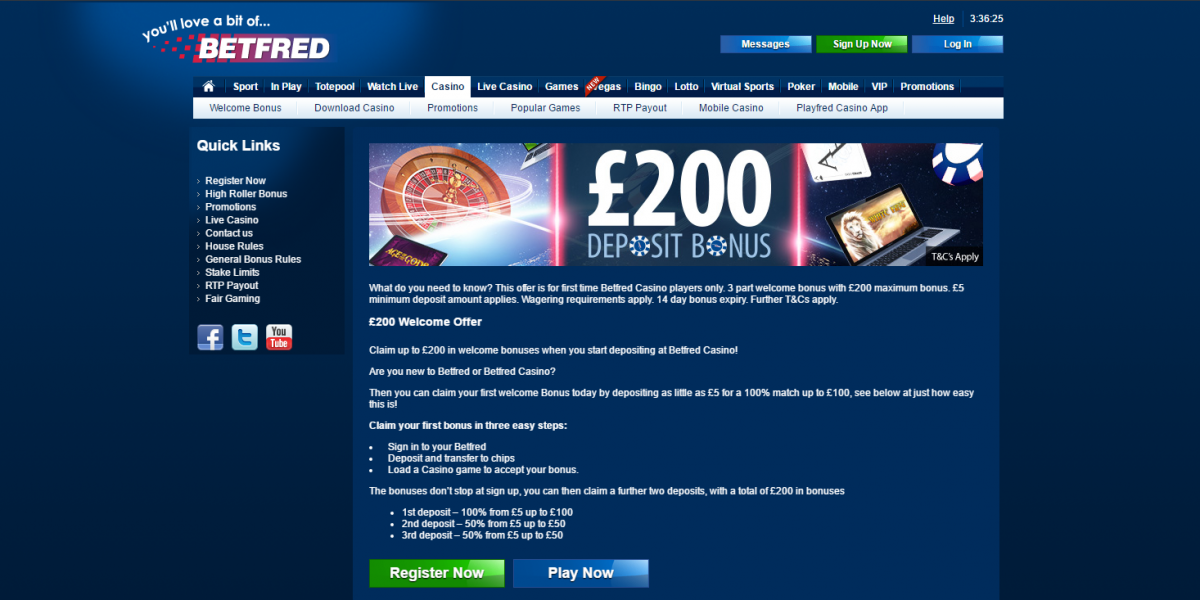 you'll love a bit of...
BETFRED
Help 3:36:25
Messages Sign Up Now Log In
Sport In Play Totepool Watch Live Casino Live Casino Games NEW Vegas Bingo Lotto Virtual Sports Poker Mobile VIP Promotions
Welcome Bonus Download Casino Promotions Popular Games RTP Payout Mobile Casino Playfred Casino App
Quick Links
Register Now
High Roller Bonus
Promotions
Live Casino
Contact us
House Rules
General Bonus Rules
Stake Limits
RTP Payout
Fair Gaming
You
Tube
£200
DEPOSIT BONUS
T&C's Apply
What do you need to know? This offer is for first time Betfred Casino players only. 3 part welcome bonus with £200 maximum bonus. £5
minimum deposit amount applies. Wagering requirements apply. 14 day bonus expiry. Further T&Cs apply.
£200 Welcome Offer
Claim up to £200 in welcome bonuses when you start depositing at Betfred Casino!
Are you new to Betfred or Betfred Casino?
Then you can claim your first welcome Bonus today by depositing as little as £5 for a 100% match up to £100, see below at just how easy
this is!
Claim your first bonus in three easy steps:
• Sign in to your Betfred
• Deposit and transfer to chips
• Load a Casino game to accept your bonus.
The bonuses don't stop at sign up, you can then claim a further two deposits, with a total of £200 in bonuses
• 1st deposit – 100% from £5 up to £100
• 2nd deposit – 50% from £5 up to £50
• 3rd deposit – 50% from £5 up to £50
Register Now Play Now